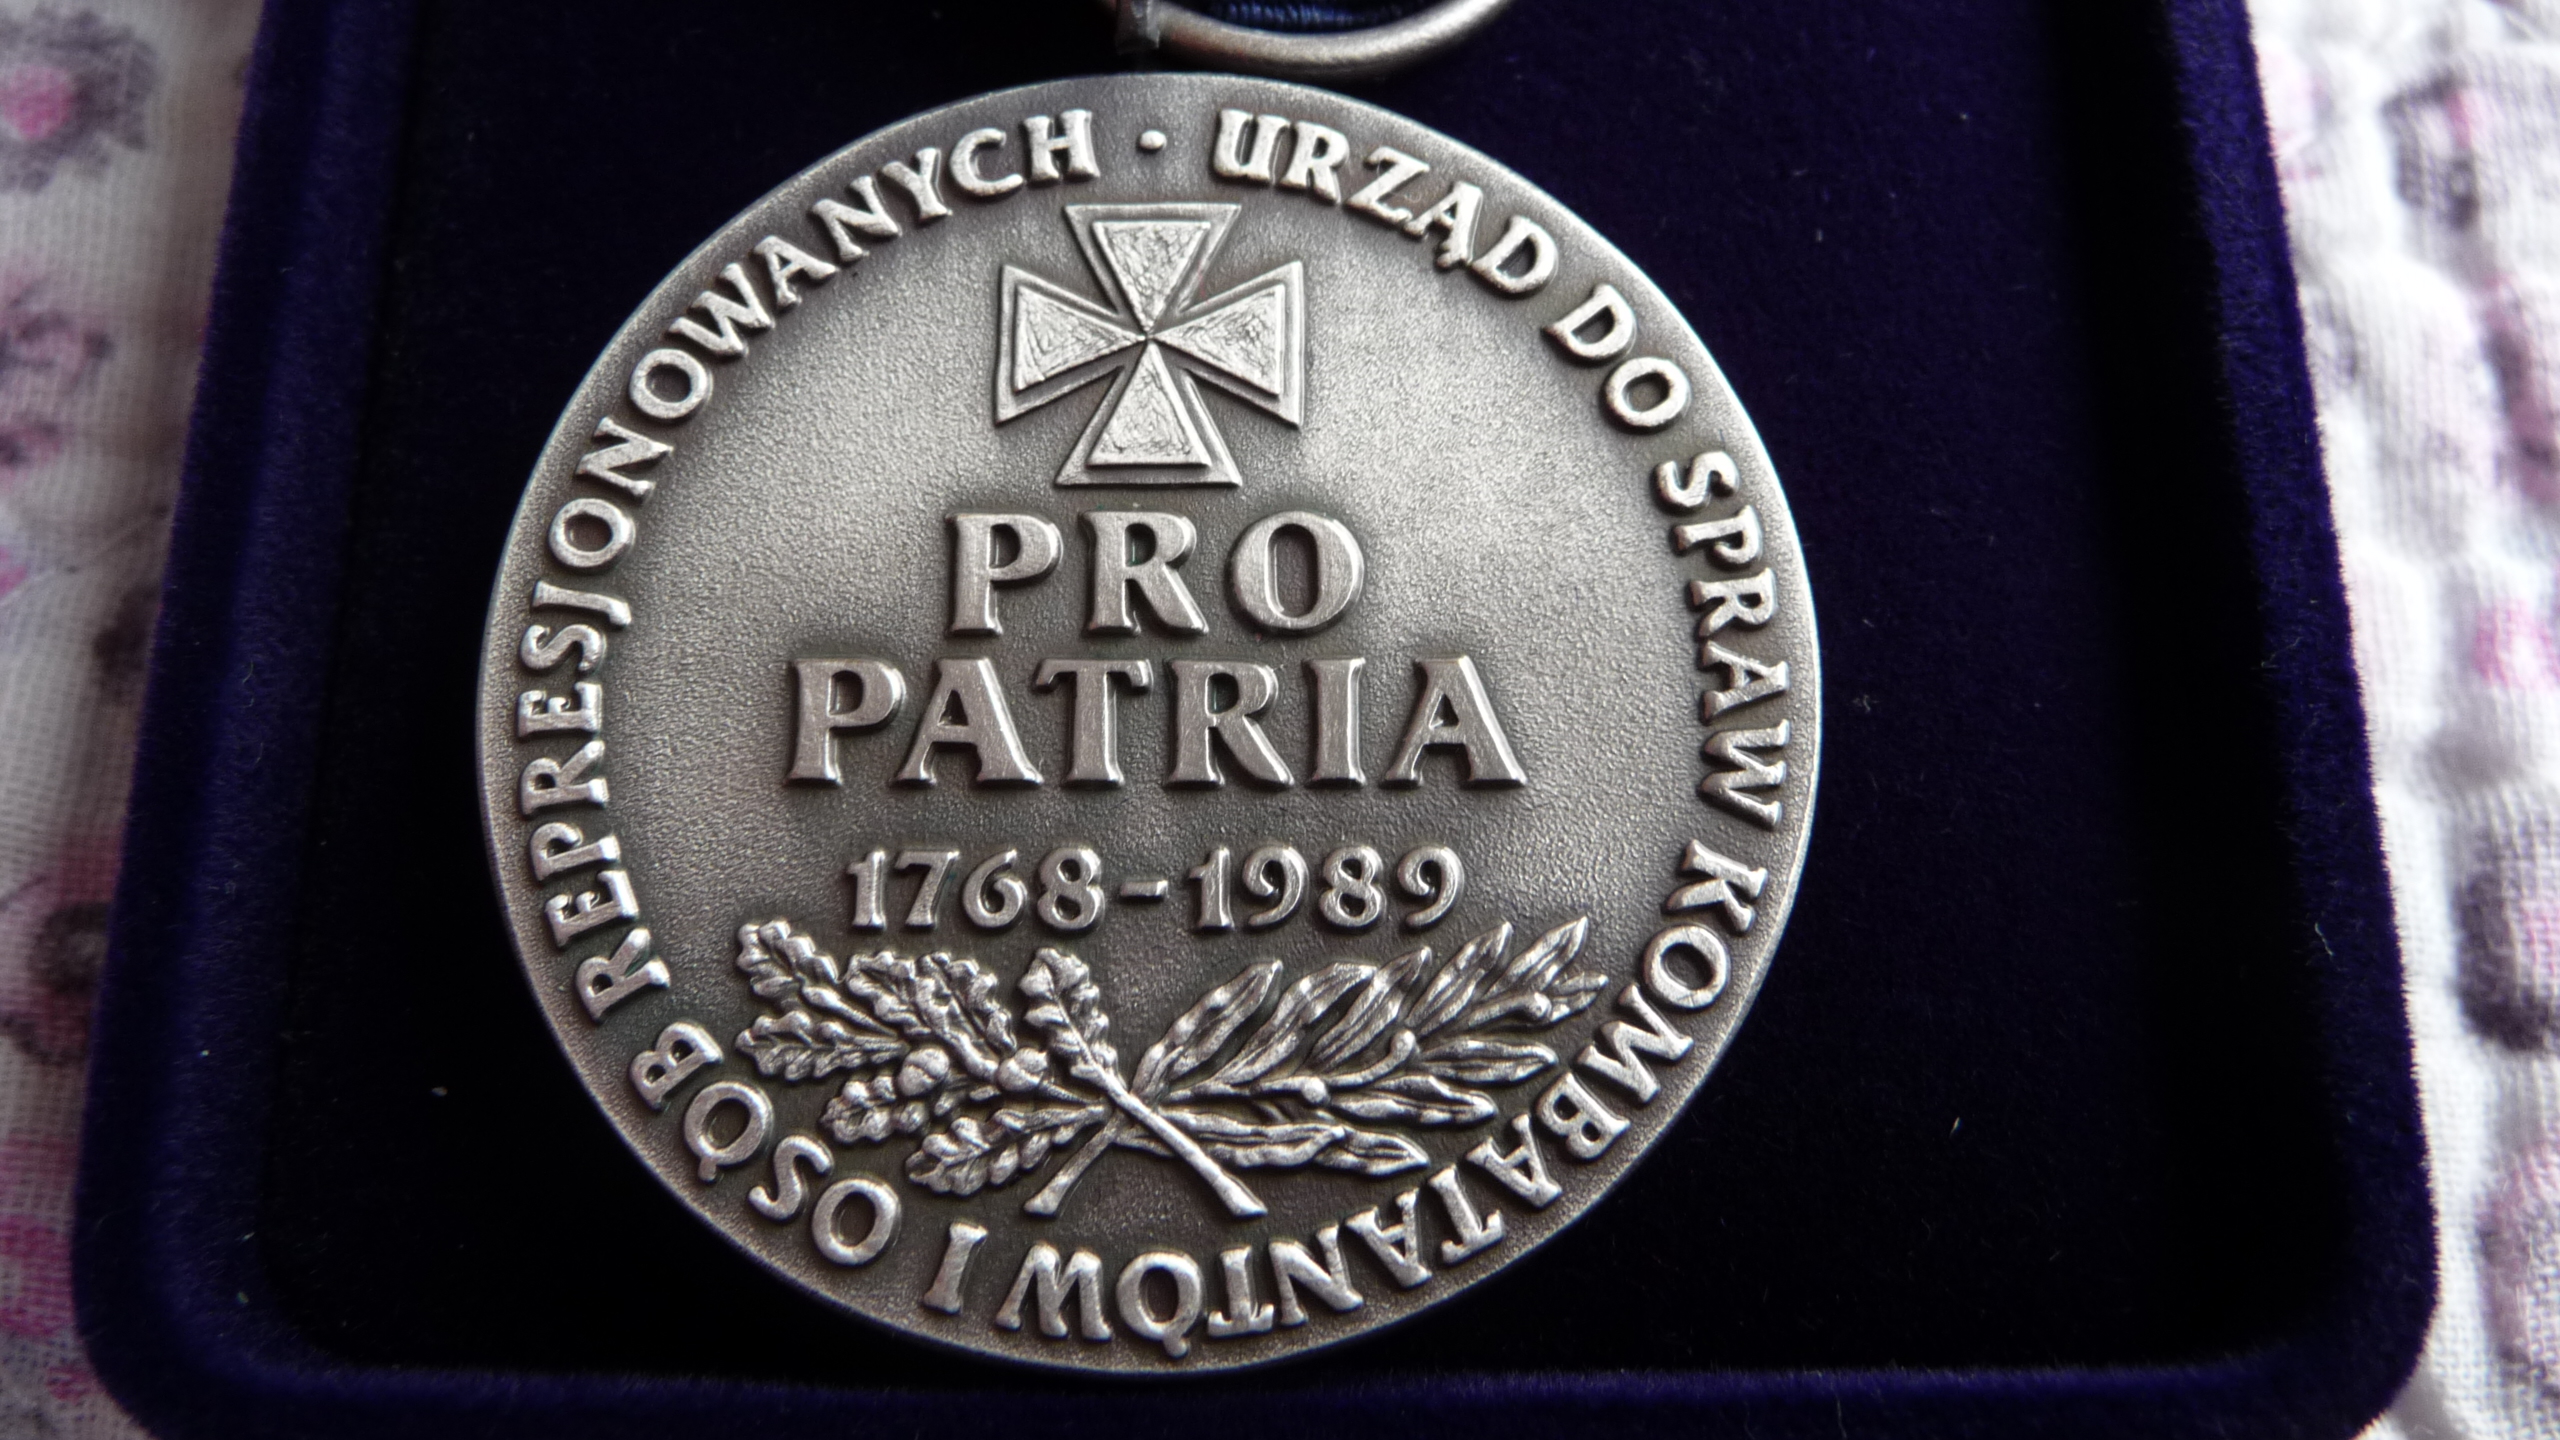 URZĄD DO SPRAW KOMBATANTÓW I OSÓB REPRESJONOWANYCH ·
PRO
PATRIA
1768-1989